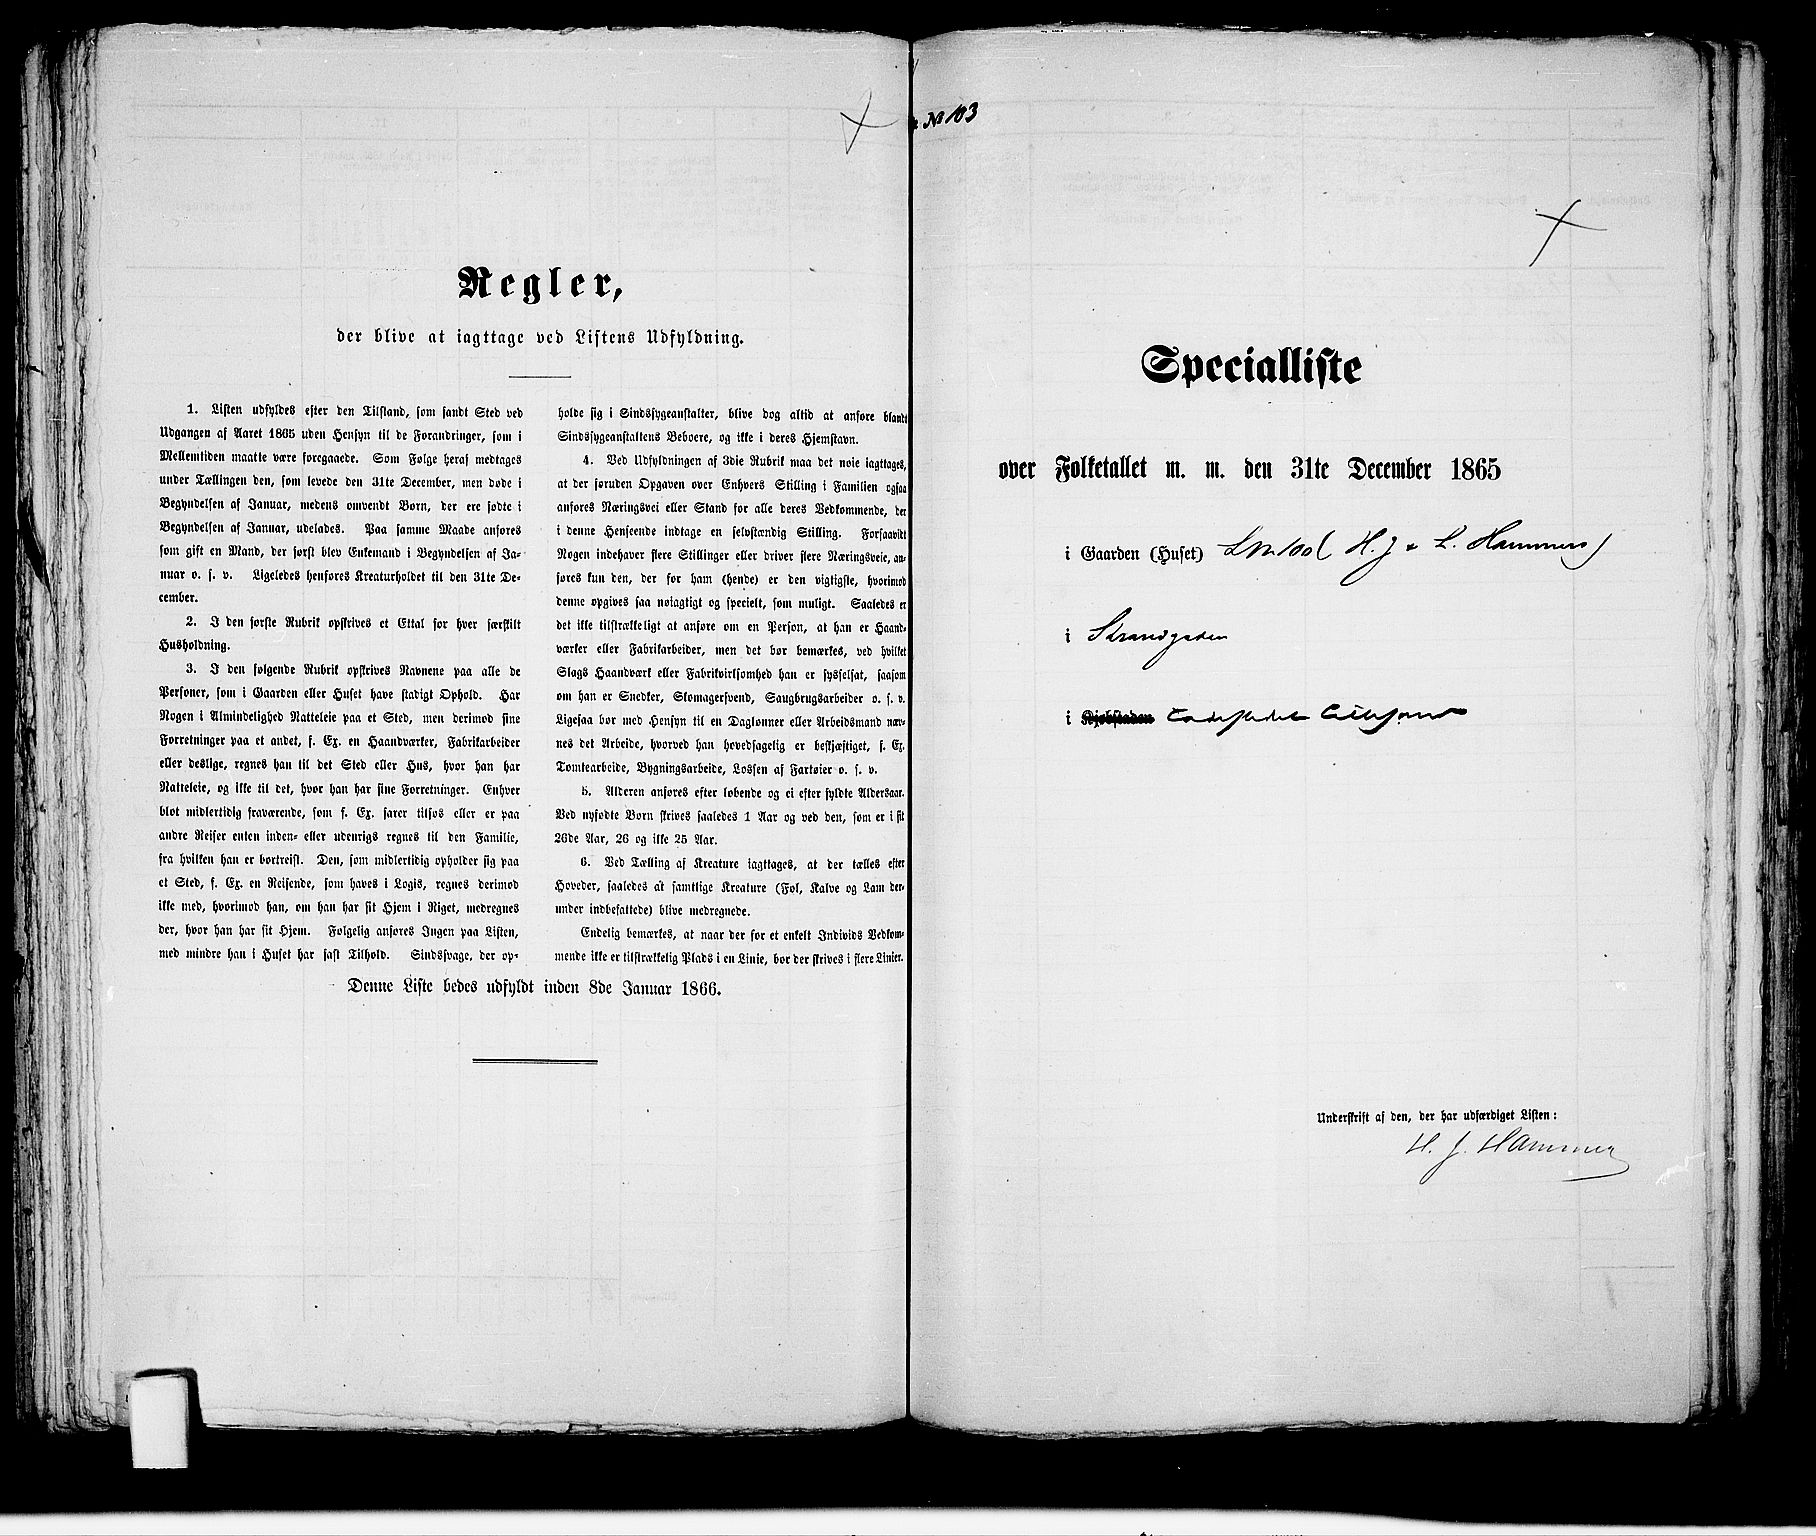 Regler,
der blive at iagttage ved Listens Udfyldning.
1. Listen udfyldes efter den Tilstand, som fandt Sted ved
Udgangen af Aaret 1865 uden Hensyn til de Forandringer, som i
Mellemtiden maatte være foregaaede. Som Følge heraf medtages
under Tællingen den, som levede den 31te December, men døde i
Begyndelsen af Januar, medens omvendt Børn, der ere fødte i
Begyndelsen af Januar, udelades. Paa samme Maade anføres
som gift en Mand, der først blev Enkemand i Begyndelsen af Ja-
nuar o. s. v. Ligeledes henføres Kreaturholdet til den 31te De-
cember.
2. I den første Rubrik opskrives et Ettal for hver særskilt
Husholdning.
3. I den følgende Rubrik opskrives Navnene paa alle de
Personer, som i Gaarden eller Huset have stadigt Ophold. Har
Nogen i Almindelighed Natteleie paa et Sted, men derimod sine
Forretninger paa et andet, f. Ex. en Haandværker, Fabrikarbeider
eller deslige, regnes han til det Sted eller Hus, hvor han har
Natteleie, og ikke til det, hvor han har sine Forretninger. Enhver
blot midlertidig fraværende, som f. Ex. farer tilsøs eller er paa
andre Reiser enten inden- eller udenrigs regnes til den Familie,
fra hvilken han er bortreist. Den, som midlertidig opholder sig paa
et Sted, f. Ex. en Reisende, som haves i Logis, regnes derimod
ikke med, hvorimod han, om han har sit Hjem i Riget, medregnes
der, hvor han har sit Hjem. Følgelig anføres Ingen paa Listen,
med mindre han i Huset har fast Tilhold. Sindssvage, der op-
holde sig i Sindssygeanstalter, blive dog altid at anføre blandt
Sindssygeanstaltens Beboere, og ikke i deres Hjemstavn.
4. Ved Udfyldningen af 3die Rubrik maa det nøie iagttages,
at der foruden Opgaven over Enhvers Stilling i Familien ogsaa
anføres Næringsvei eller Stand for alle deres Vedkommende, der
i denne Henseende indtage en selvstændig Stilling. Forsaavidt
Nogen indehaver flere Stillinger eller driver flere Næringsveie, an-
føres kun den, der for ham (hende) er den vigtigste, hvorimod
denne opgives saa nøiagtigt og specielt, som muligt. Saaledes er
det ikke tilstrækkeligt at anføre om en Person, at han er Haand-
værker eller Fabrikarbeider, men det bør bemærkes, ved hvilket
Slags Haandværk eller Fabrikvirksomhed han er sysselsat, saasom
om han er Snedker, Skomagersvend, Saugbrugsarbeider o. s. v.
Ligesaa bør med Hensyn til en Daglønner eller Arbeidsmand næv-
nes det Arbeide, hvorved han hovedsagelig er beskjæftiget, f. Ex.
Tomtearbeide, Bygningsarbeide, Lossen af Fartøier o. s. v.
5. Alderen anføres efter løbende og ei efter fyldte Aldersaar.
Ved nyfødte Børn skrives saaledes 1 Aar og ved den, som er i sit
26de Aar, 26 og ikke 25 Aar.
6. Ved Tælling af Kreature iagttages, at der tælles efter
Hoveder, saaledes at samtlige Kreature (Føl, Kalve og Lam der-
under indbefattede) blive medregnede.
Endelig bemærkes, at naar der for et enkelt Individs Vedkom-
mende ikke er tilstrækkelig Plads i en Linie, bør der skrives i flere Linier.
Denne Liste bedes udfyldt inden 8de Januar 1866.
No 103
Specialliste
over Folketallet m. m. den 31te December 1865
i Gaarden (Huset) LNo 100 (H. J & L. Hammers)
i Strandgaden
i Kjøbstaden Ladestedet Lillesand
Underskrift af den, der har udfærdiget Listen:
H. J. Hammer